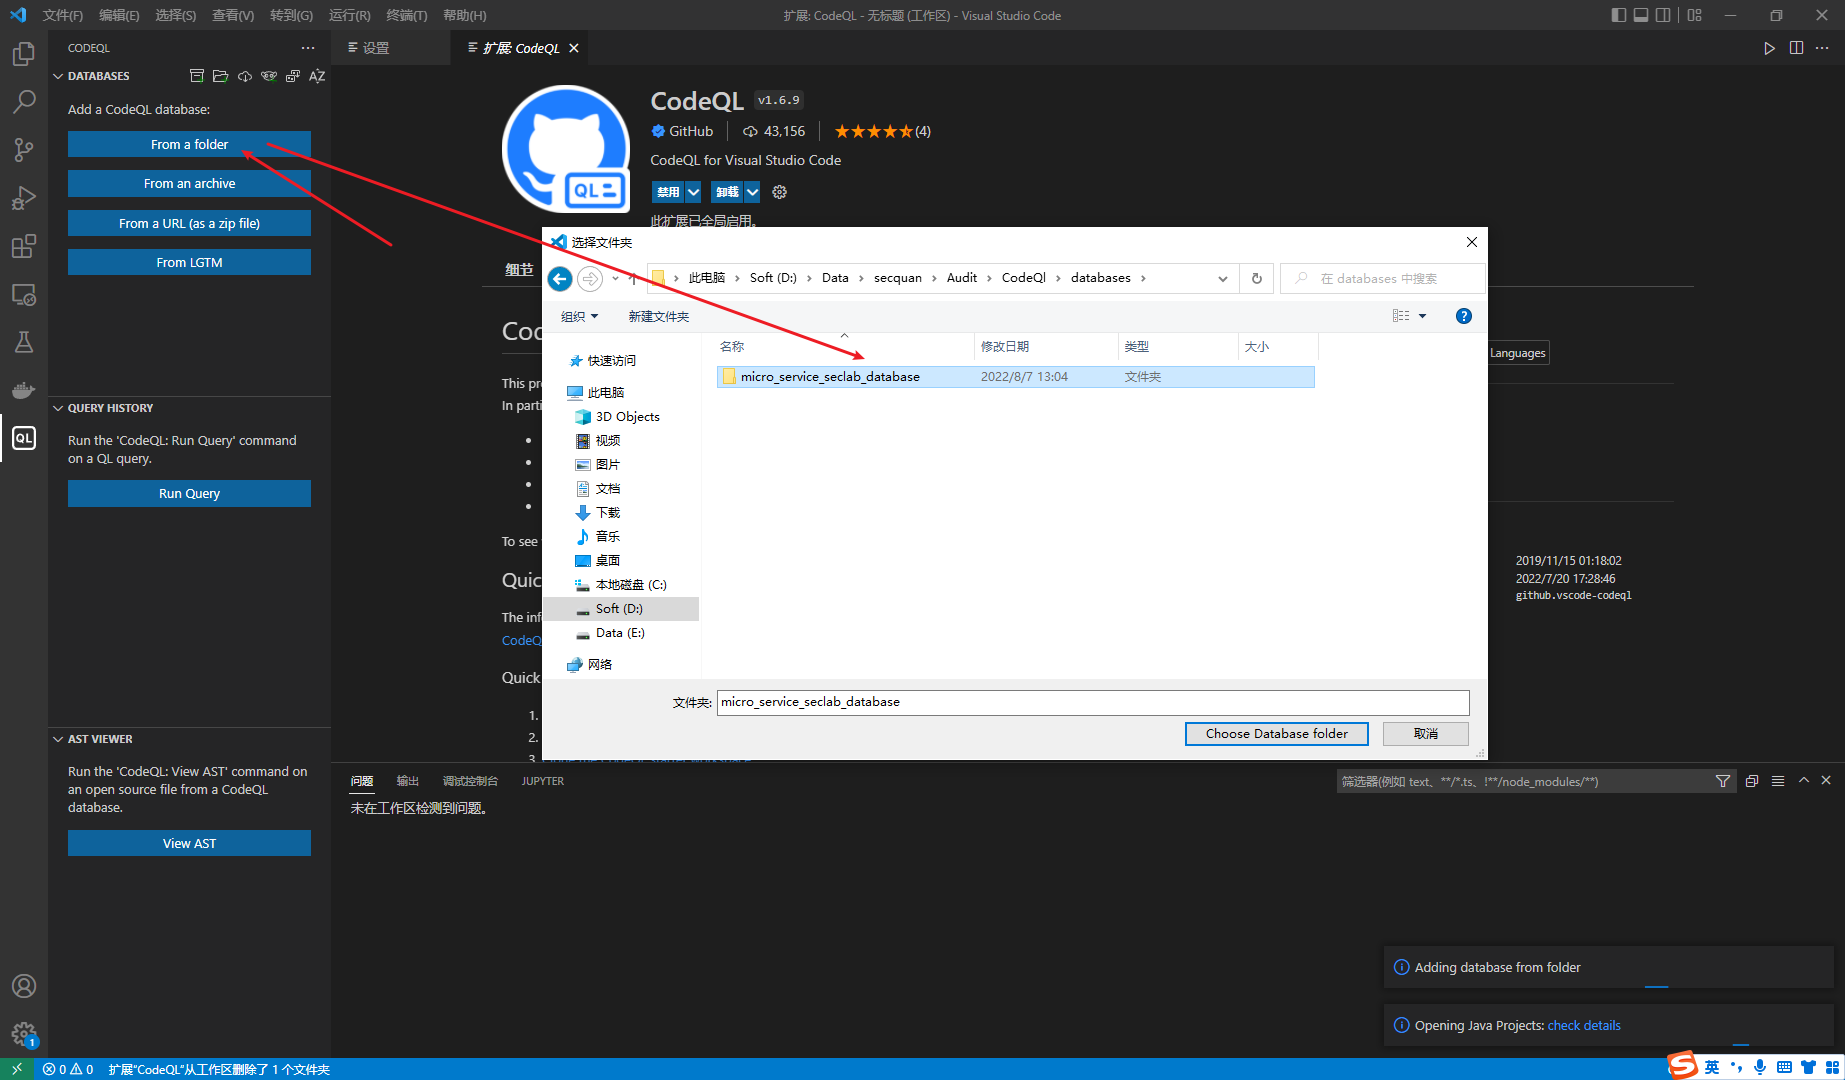 文件(F) 编辑(E) 选择(S) 查看(V) 转到(G) 运行(R) 终端(T) 帮助(H)
扩展: CodeQL - 无标题 (工作区) - Visual Studio Code
CODEQL
设置
扩展: CodeQL
DATABASES
Add a CodeQL database:
From a folder
From an archive
From a URL (as a zip file)
From LGTM
QUERY HISTORY
Run the 'CodeQL: Run Query' command
on a QL query.
Run Query
AST VIEWER
Run the 'CodeQL: View AST' command on
an open source file from a CodeQL
database.
View AST
QL
QL
CodeQL v1.6.9
GitHub 43,156 (4)
CodeQL for Visual Studio Code
禁用 卸载
此扩展已全局启用。
细节
This
In
To see
The
Quick
1.
2.
3.
Languages
2019/11/15 01:18:02
2022/7/20 17:28:46
github.vscode-codeql
选择文件夹
此电脑 Soft (D:) Data secquan Audit CodeQl databases
在 databases 中搜索
组织 新建文件夹
名称 修改日期 类型 大小
micro_service_seclab_database 2022/8/7 13:04 文件夹
快速访问
此电脑
3D Objects
视频
图片
文档
下载
音乐
桌面
本地磁盘 (C:)
Soft (D:)
Data (E:)
网络
文件夹: micro_service_seclab_database
Choose Database folder 取消
问题 输出 调试控制台 JUPYTER
筛选器(例如 text、**/*.ts、!**/node_modules/**)
未在工作区检测到问题。
Adding database from folder
Opening Java Projects: check details
1
0 0 扩展"CodeQL"从工作区删除了 1 个文件夹
S 英